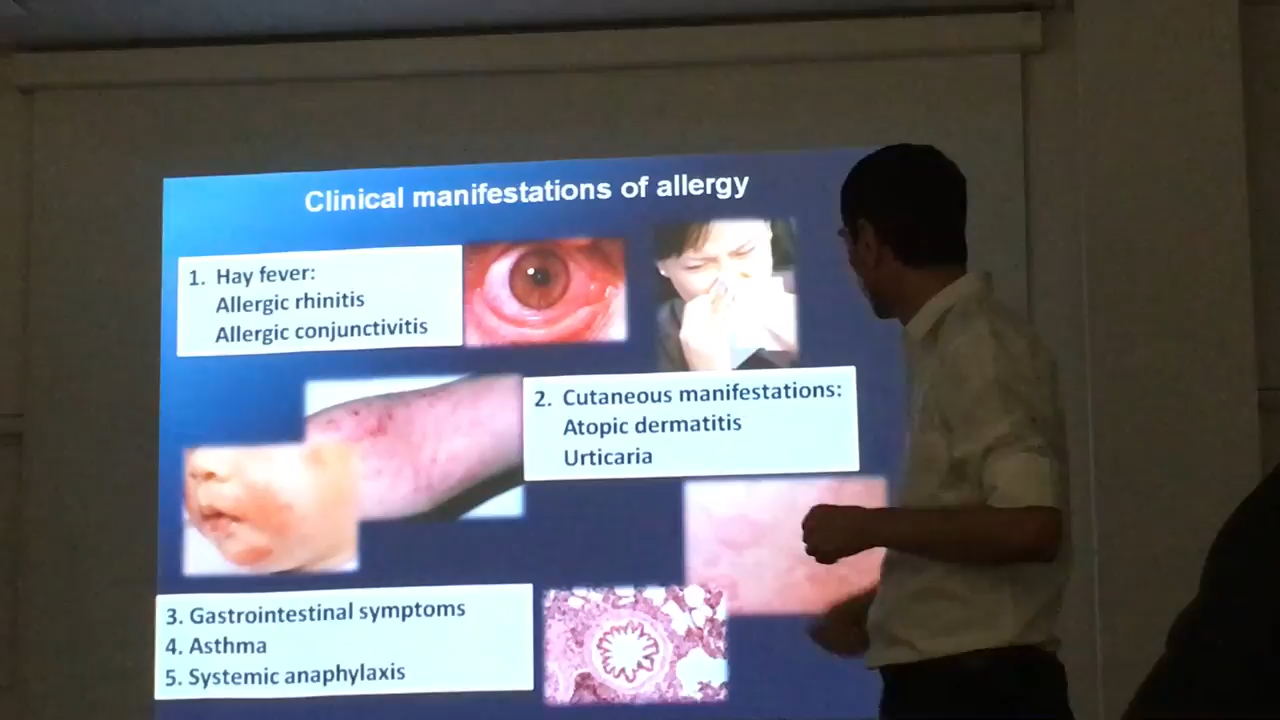 Clinical manifestations of allergy
1. Hay fever:
Allergic rhinitis
Allergic conjunctivitis
2. Cutaneous manifestations:
Atopic dermatitis
Urticaria
3. Gastrointestinal symptoms
4. Asthma
5. Systemic anaphylaxis